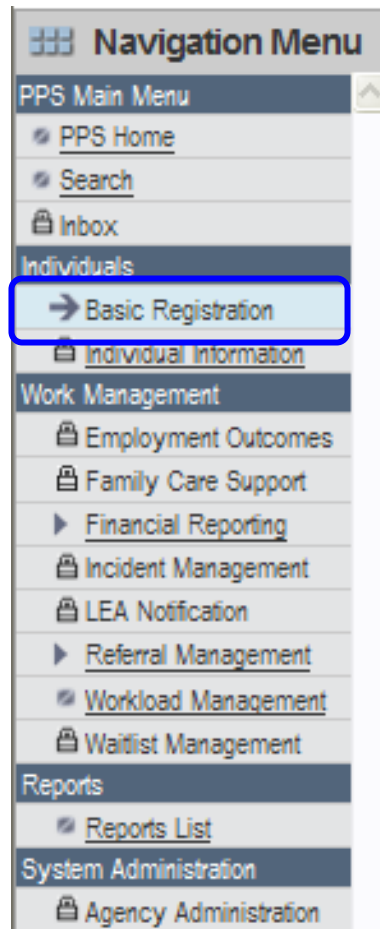 Navigation Menu
PPS Main Menu
PPS Home
Search
Inbox
Individuals
Basic Registration
Individual Information
Work Management
Employment Outcomes
Family Care Support
Financial Reporting
Incident Management
LEA Notification
Referral Management
Workload Management
Waitlist Management
Reports
Reports List
System Administration
Agency Administration